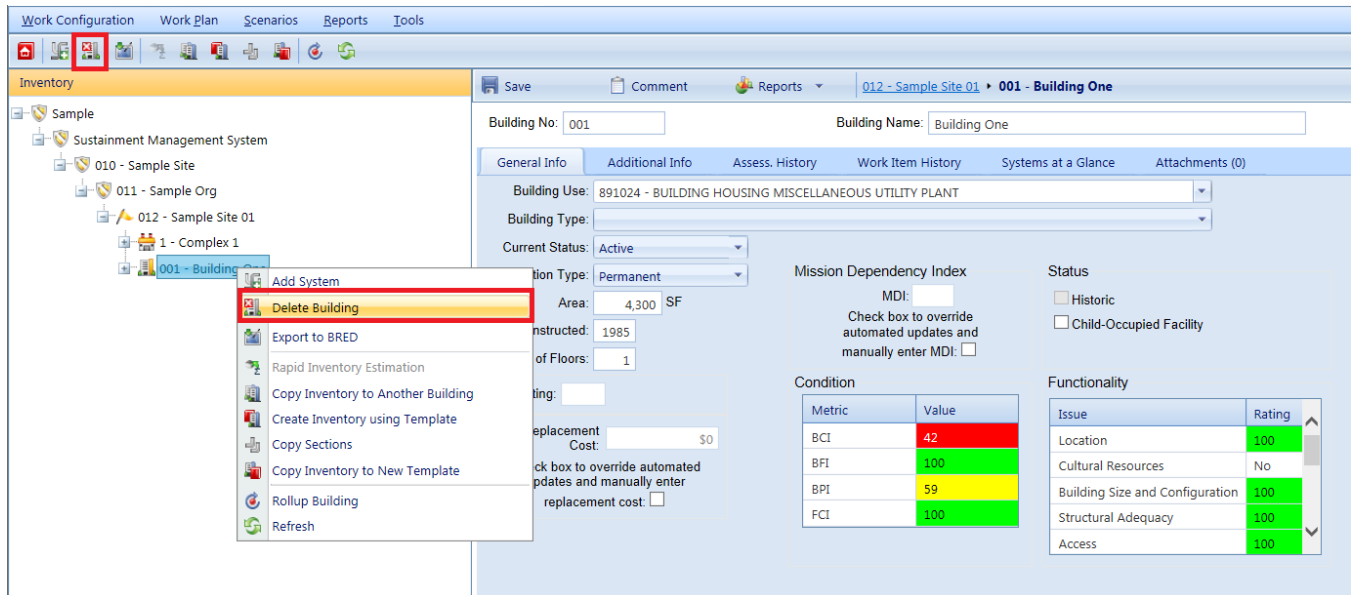 Work Configuration Work Plan Scenarios Reports Tools
Inventory
Sample
Sustainment Management System
010 - Sample Site
011 - Sample Org
012 - Sample Site 01
1 - Complex 1
001 - Building One
Add System
Delete Building
Export to BRED
Rapid Inventory Estimation
Copy Inventory to Another Building
Create Inventory using Template
Copy Sections
Copy Inventory to New Template
Rollup Building
Refresh
Save Comment Reports 012 - Sample Site 01 001 - Building One
Building No: 001 Building Name: Building One
General Info Additional Info Assess. History Work Item History Systems at a Glance Attachments (0)
Building Use: 891024 - BUILDING HOUSING MISCELLANEOUS UTILITY PLANT
Building Type:
Current Status: Active
tion Type: Permanent
Area: 4,300 SF
nstructed: 1985
of Floors: 1
ting:
eplacement
Cost: $0
ck box to override automated
pdates and manually enter
replacement cost:
Mission Dependency Index
MDI:
Check box to override
automated updates and
manually enter MDI:
Status
Historic
Child-Occupied Facility
Condition
Metric Value
BCI 42
BFI 100
BPI 59
FCI 100
Functionality
Issue Rating
Location 100
Cultural Resources No
Building Size and Configuration 100
Structural Adequacy 100
Access 100